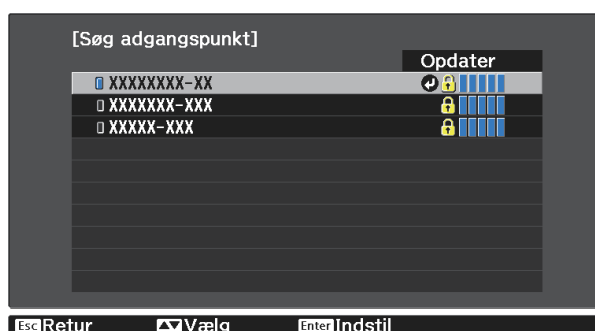 [Søg adgangspunkt]
Opdater
XXXXXXXX-XX
XXXXXXX-XXX
XXXXX-XXX
Esc Retur Vælg Enter Indstil